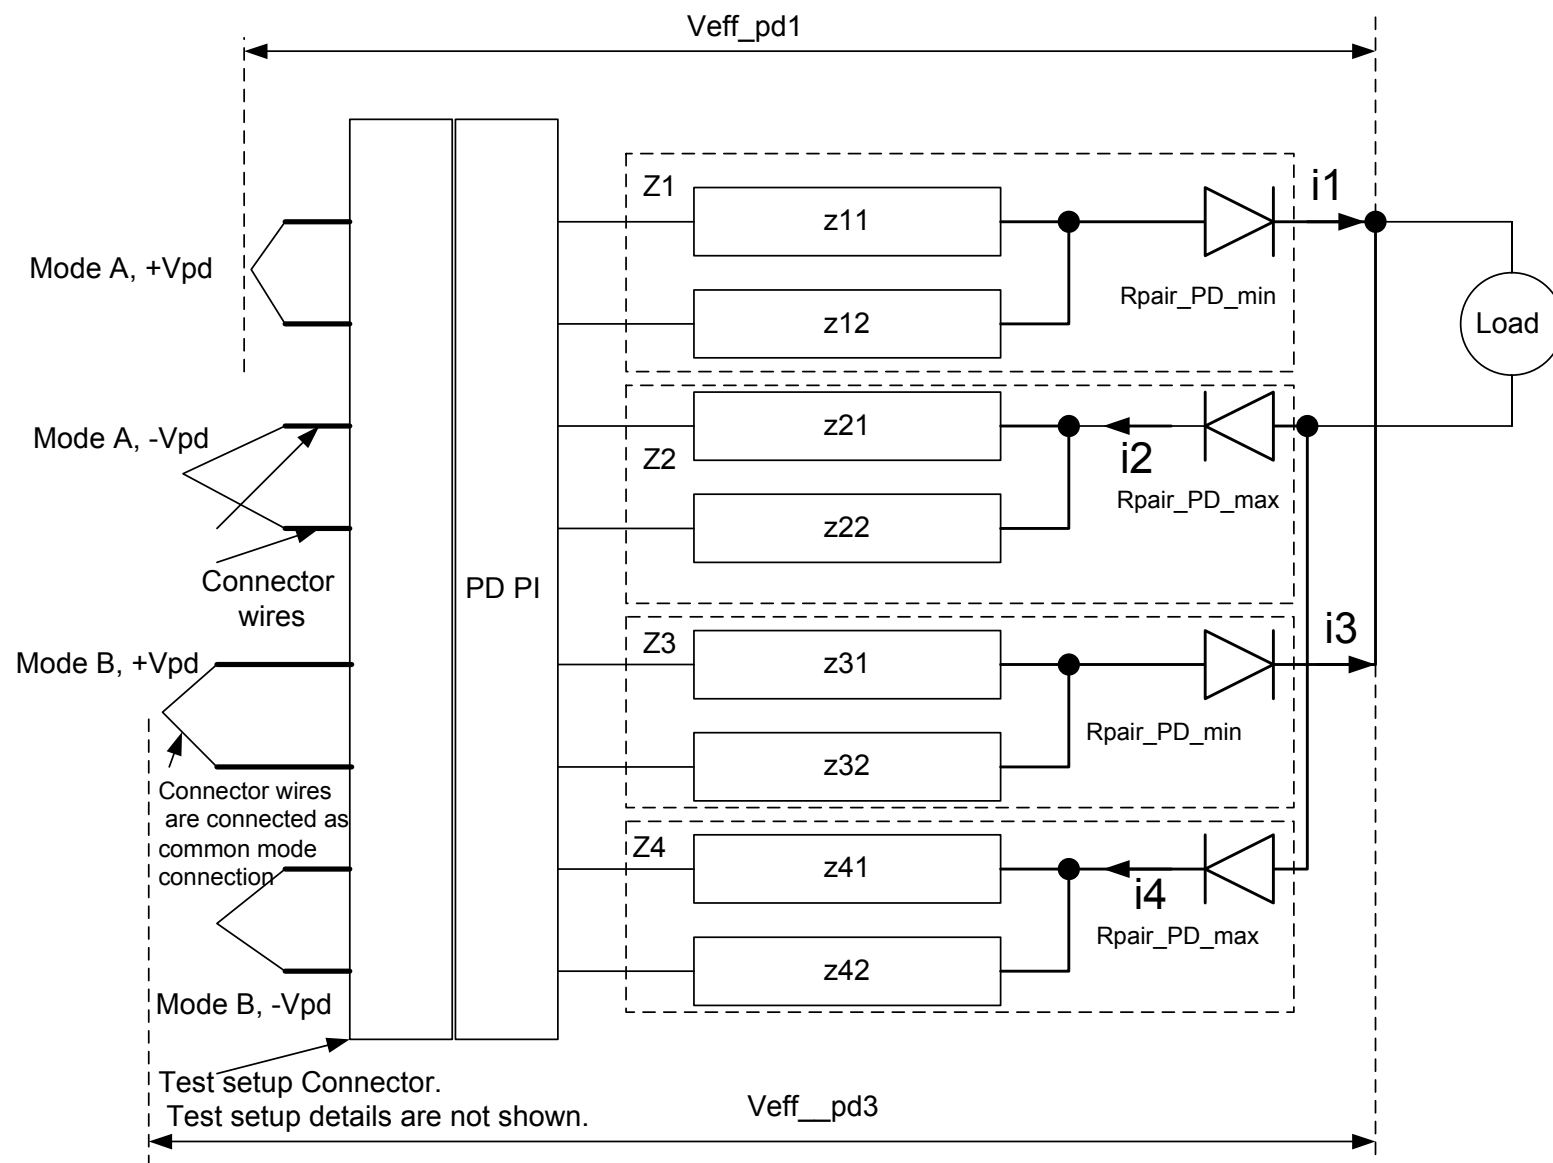 Veff_pd1
Z1
z11
i1
Mode A, +Vpd
Rpair_PD_min
z12
Load
Mode A, -Vpd
z21
Z2
i2
Rpair_PD_max
z22
Connector
wires
PD PI
Mode B, +Vpd
Z3
z31
i3
Rpair_PD_min
z32
Connector wires
are connected as
common mode
connection
Z4
z41
i4
Rpair_PD_max
z42
Mode B, -Vpd
Test setup Connector.
Test setup details are not shown.
Veff__pd3